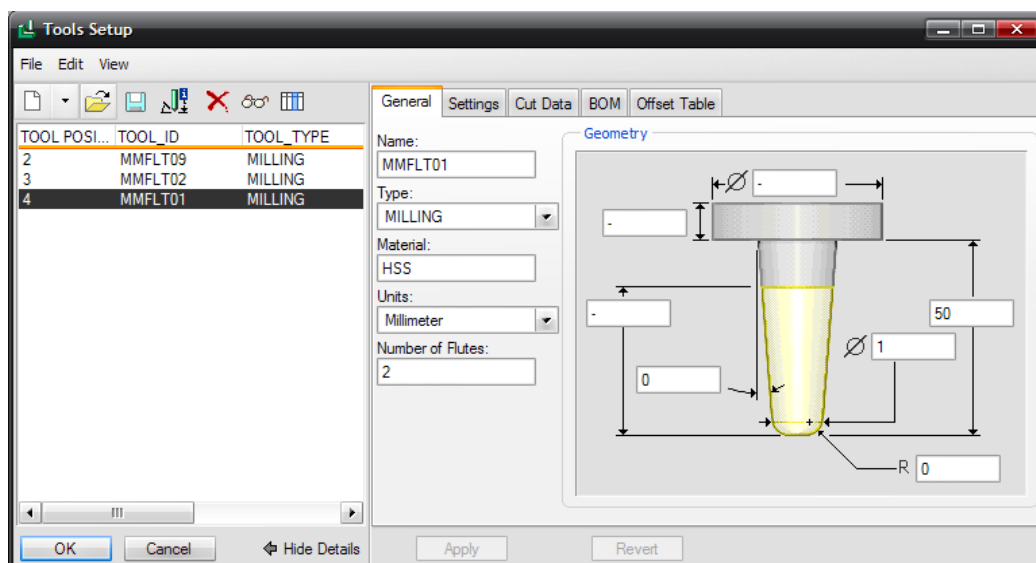 Tools Setup
File Edit View
General Settings Cut Data BOM Offset Table
TOOL POSI... TOOL_ID TOOL_TYPE
2 MMFLT09 MILLING
3 MMFLT02 MILLING
4 MMFLT01 MILLING
Name:
MMFLT01
Type:
MILLING
Material:
HSS
Units:
Millimeter
Number of Flutes:
2
Geometry
Ø -
-
-
50
Ø 1
0
R 0
OK Cancel Hide Details Apply Revert